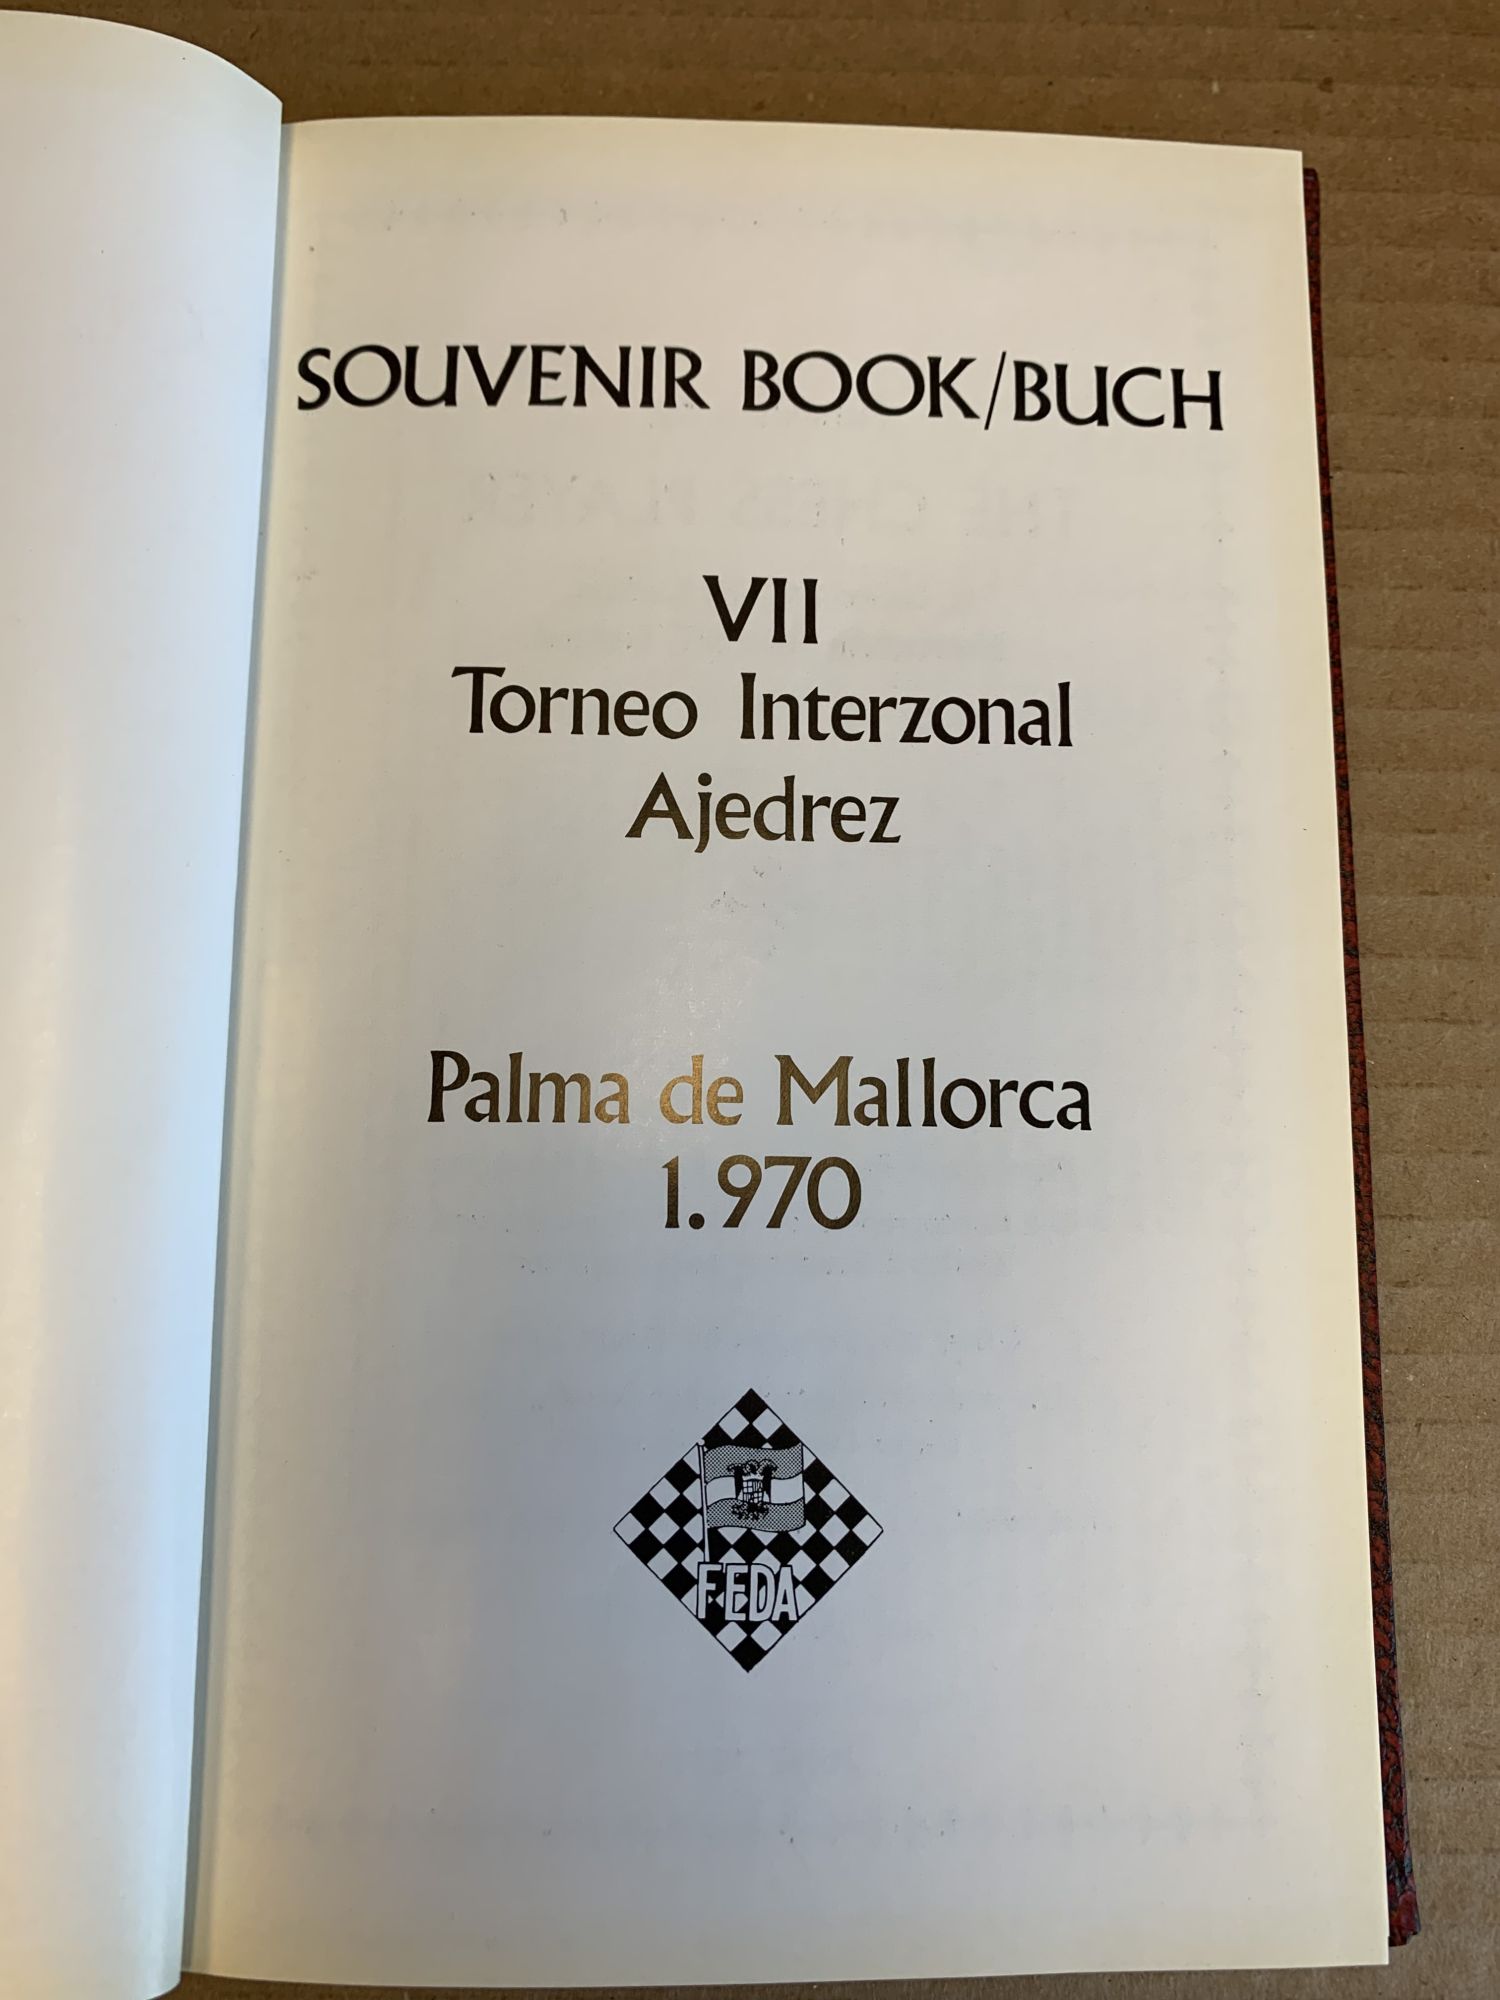 SOUVENIR BOOK/BUCH
VII
Torneo Interzonal
Ajedrez
Palma de Mallorca
1.970
FEDA